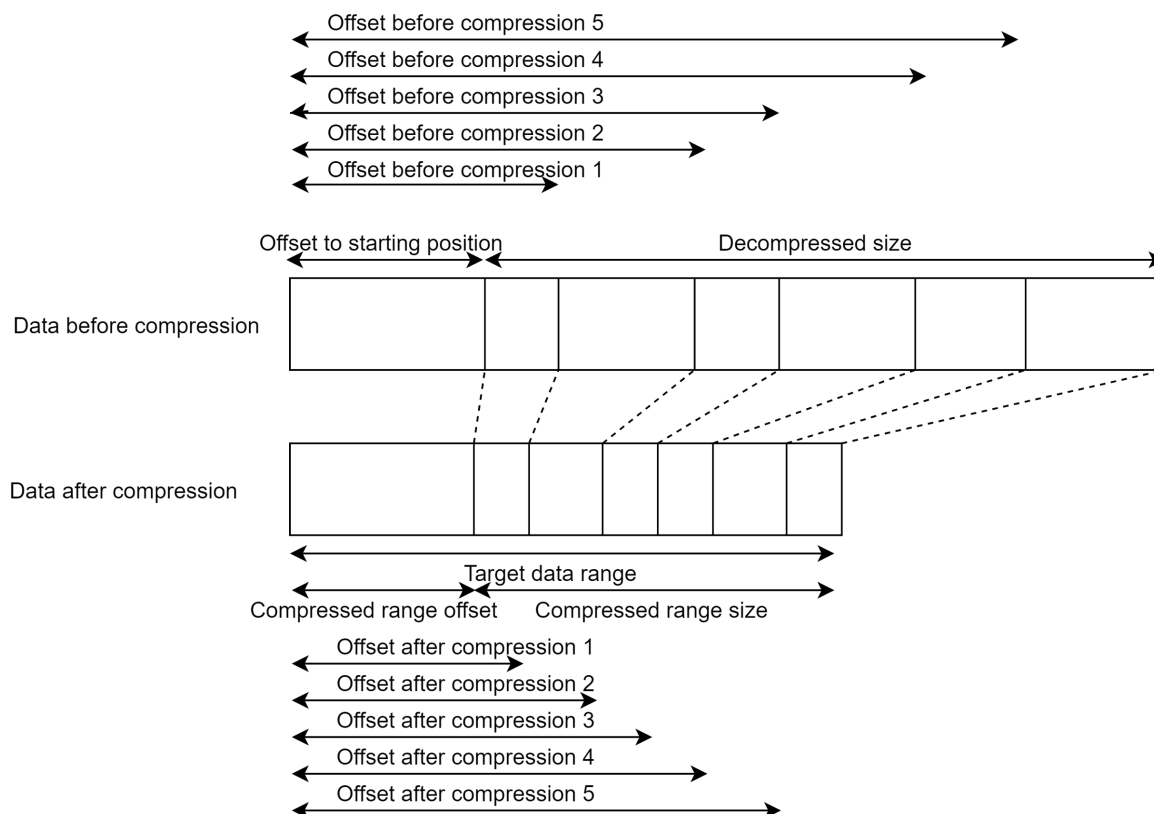 Offset before compression 5
Offset before compression 4
Offset before compression 3
Offset before compression 2
Offset before compression 1
Offset to starting position
Decompressed size
Data before compression
Data after compression
Target data range
Compressed range offset
Compressed range size
Offset after compression 1
Offset after compression 2
Offset after compression 3
Offset after compression 4
Offset after compression 5